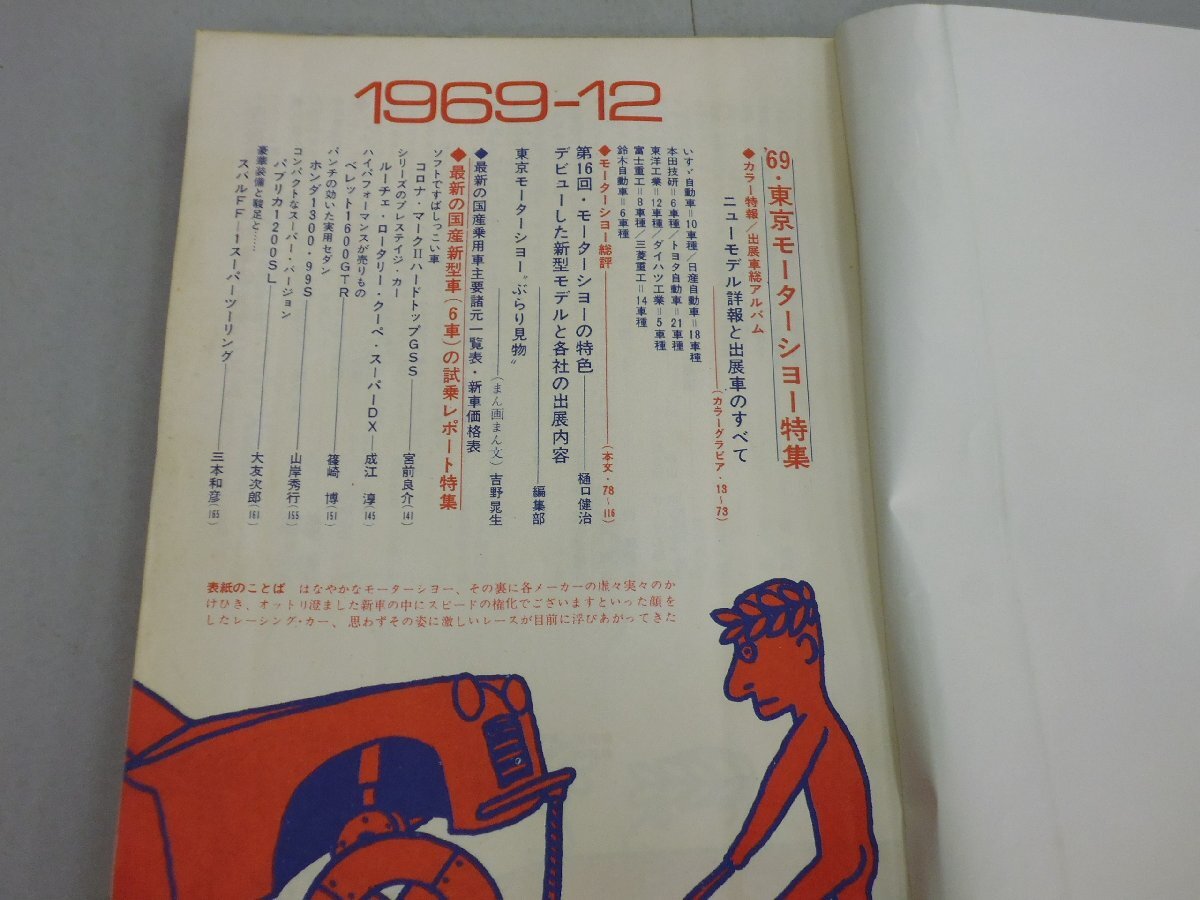 1969-12
'69・東京モーターショー特集
ニューモデル詳報と出展車のすべて
◆カラー特報/出展車総アルバム
(カラーグラビア・13~73)
いすゞ自動車=10車種/日産自動車=18車種
本田技研=6車種/トヨタ自動車=21車種
東洋工業=12車種/ダイハツ工業=5車種
富士重工=8車種/三菱重工=14車種
鈴木自動車=6車種
◆モーターショー総評
(本文・78~116)
第16回・モーターショーの特色
樋口健治
デビューした新型モデルと各社の出展内容
編集部
東京モーターショー〝ぶらり見物〟
(まん画まん文)吉野晃生
◆最新の国産乗用車主要諸元一覧表・新車価格表
◆最新の国産新型車(6車)の試乗レポート特集
ソフトですばしっこい車
コロナ・マークIIハードトップGSS
宮前良介(141)
シリーズのプレステイジ・カー
ルーチェ・ロータリー・クーペ・スーパーDX
成江 淳(145)
ハイパフォーマンスが売りもの
ベレット1600GTR
篠崎 博(151)
パンチの効いた実用セダン
ホンダ1300・99S
山岸秀行(155)
コンパクトなスーパー・バージョン
パブリカ1200SL
大友次郎(161)
豪華装備と駿足と……
スバルFF-1スーパーツーリング
三本和彦(165)
表紙のことば はなやかなモーターショー、その裏に各メーカーの虚々実々のか
けひき、オットリ澄ました新車の中にスピードの権化でございますといった顔を
したレーシング・カー、思わずその姿に激しいレースが目前に浮びあがってきた